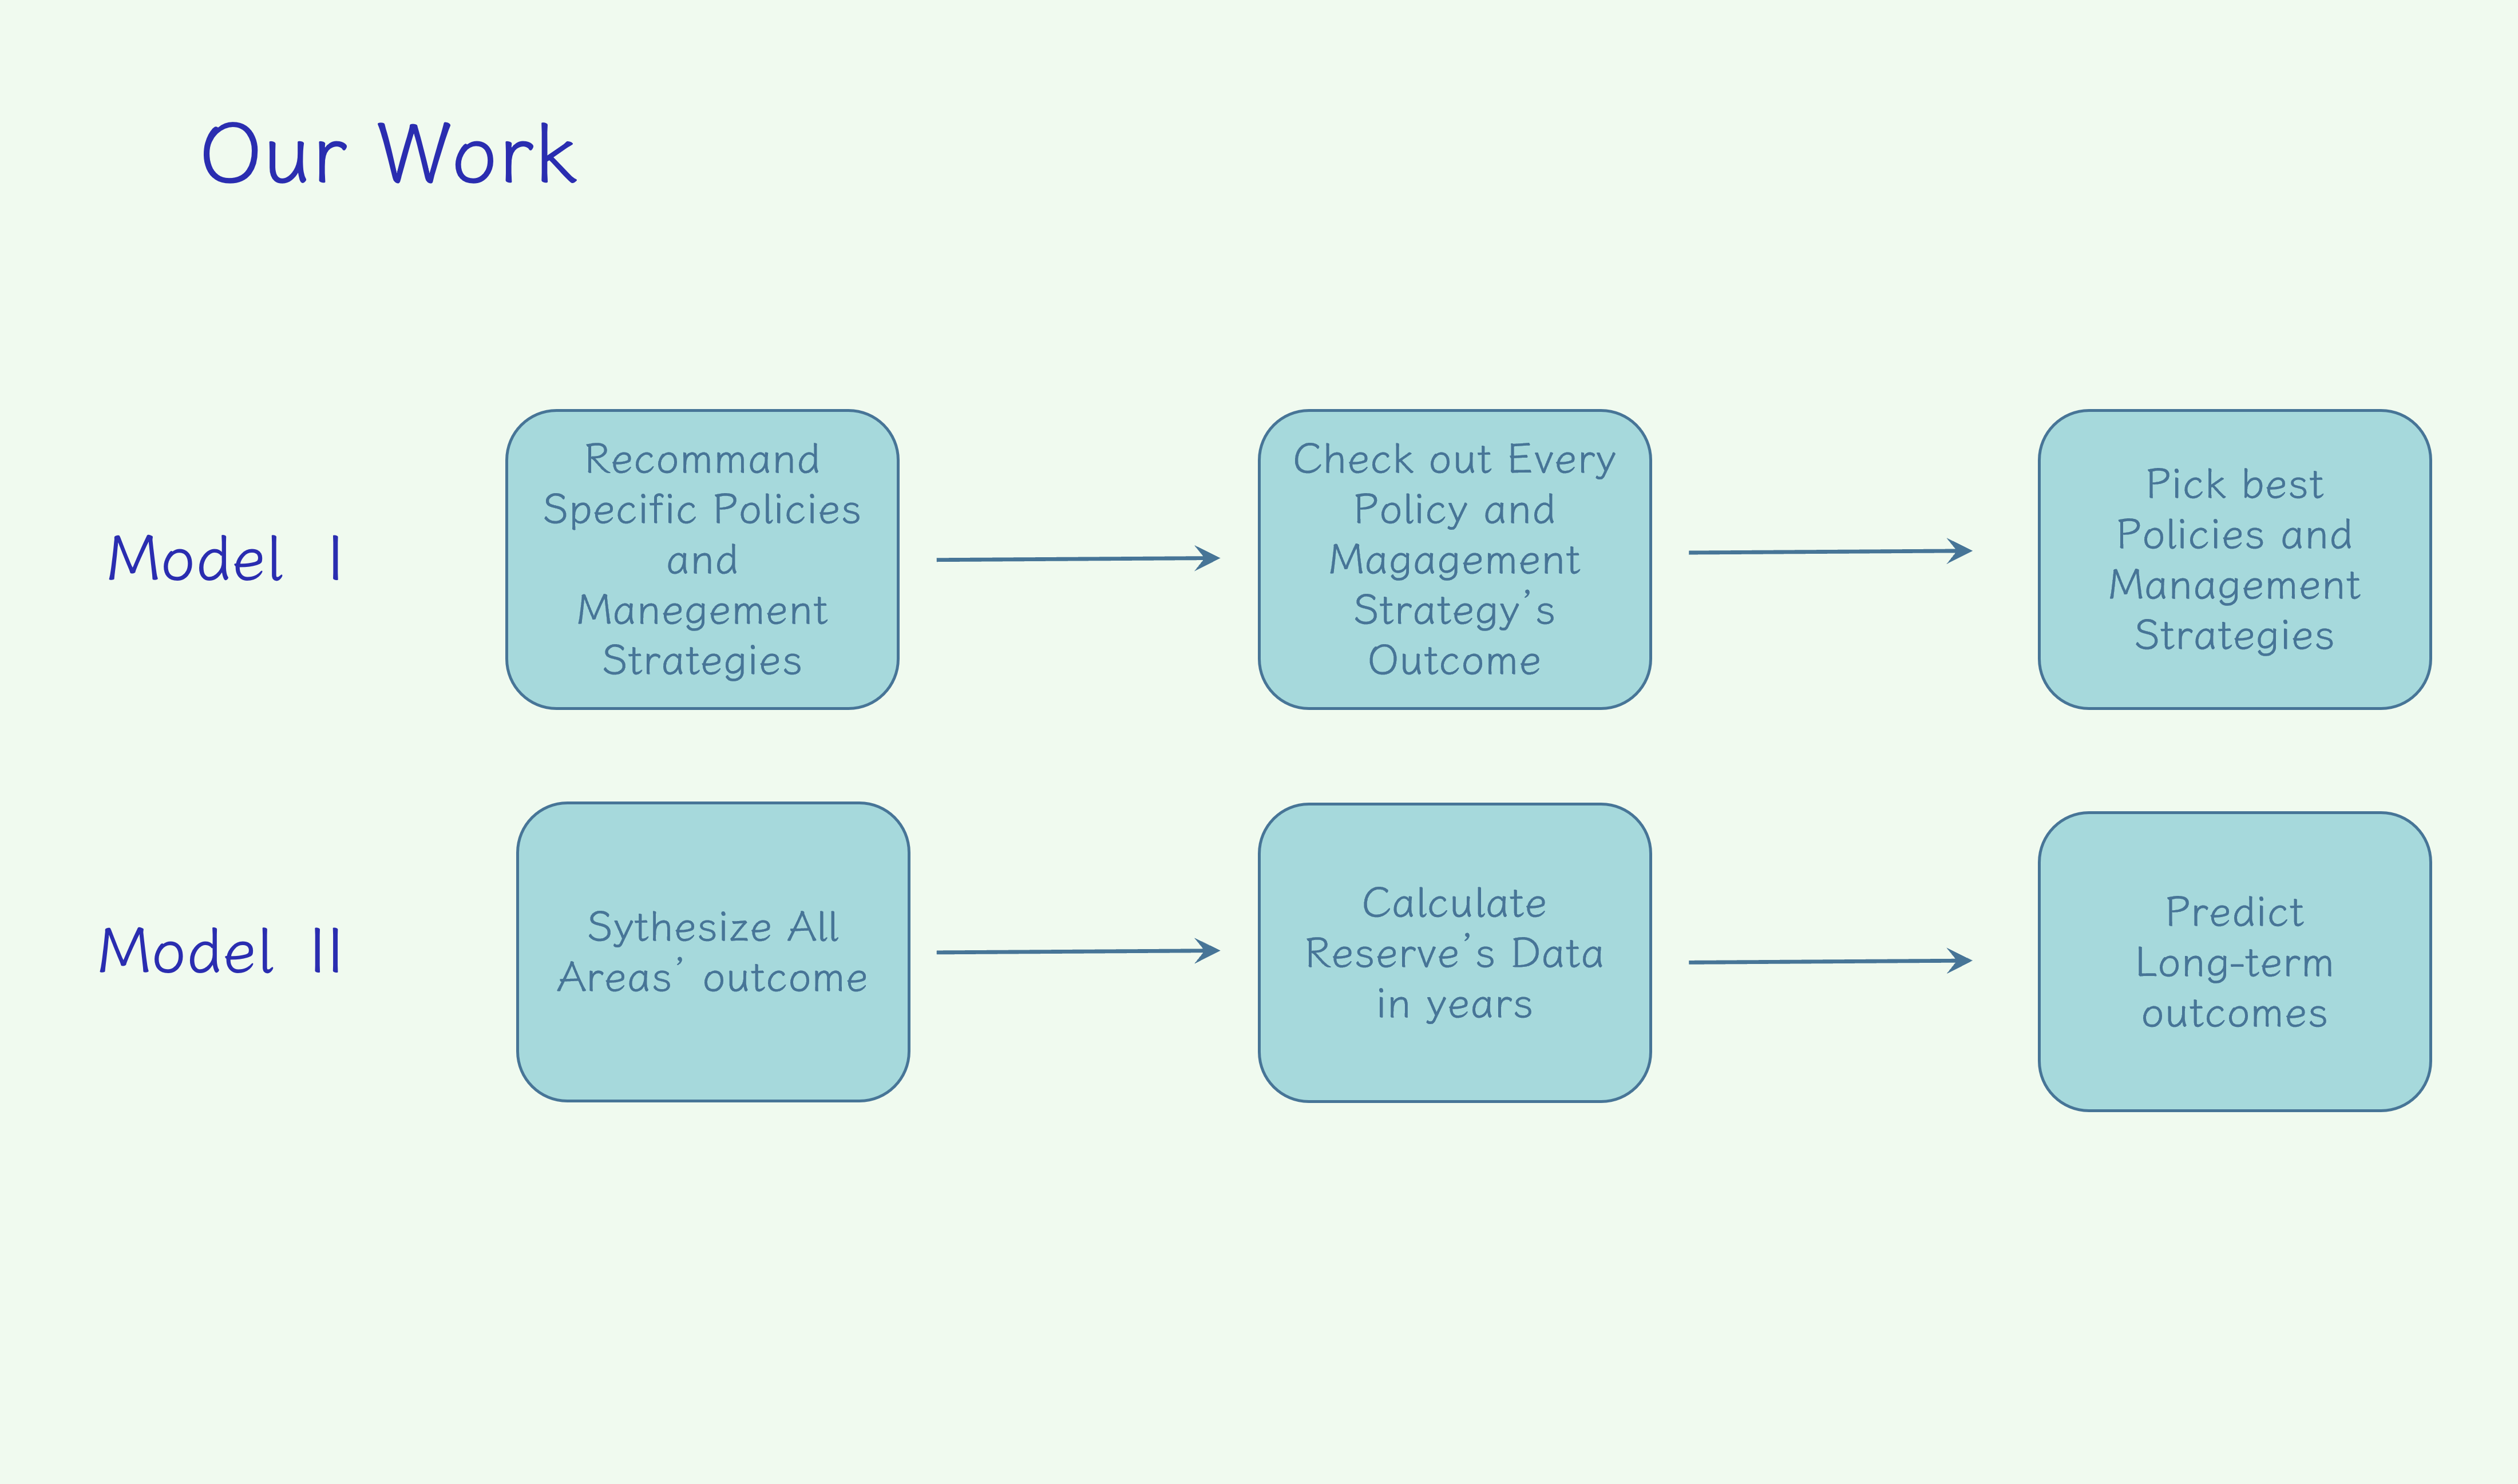 Our Work
Model I
Recommand
Specific Policies
and
Manegement
Strategies
Check out Every
Policy and
Magagement
Strategy’s
Outcome
Pick best
Policies and
Management
Strategies
Model II
Sythesize All
Areas’ outcome
Calculate
Reserve’s Data
in years
Predict
Long-term
outcomes